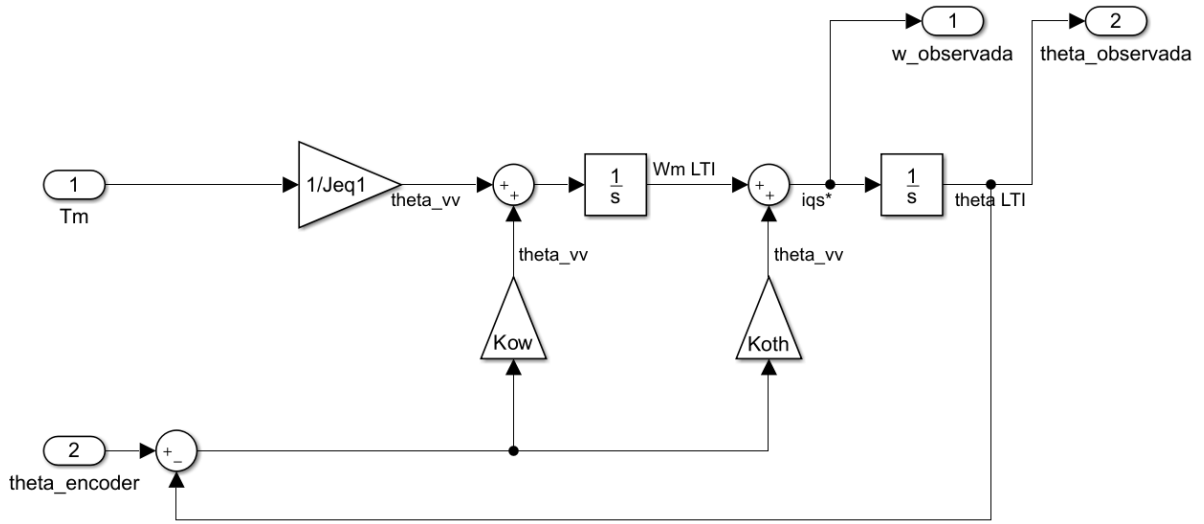 1
w_observada
2
theta_observada
1
Tm
1/Jeq1
theta_vv
+
+
1
s
Wm LTI
+
+
iqs*
1
s
theta LTI
theta_vv
theta_vv
Kow
Koth
2
theta_encoder
+
_